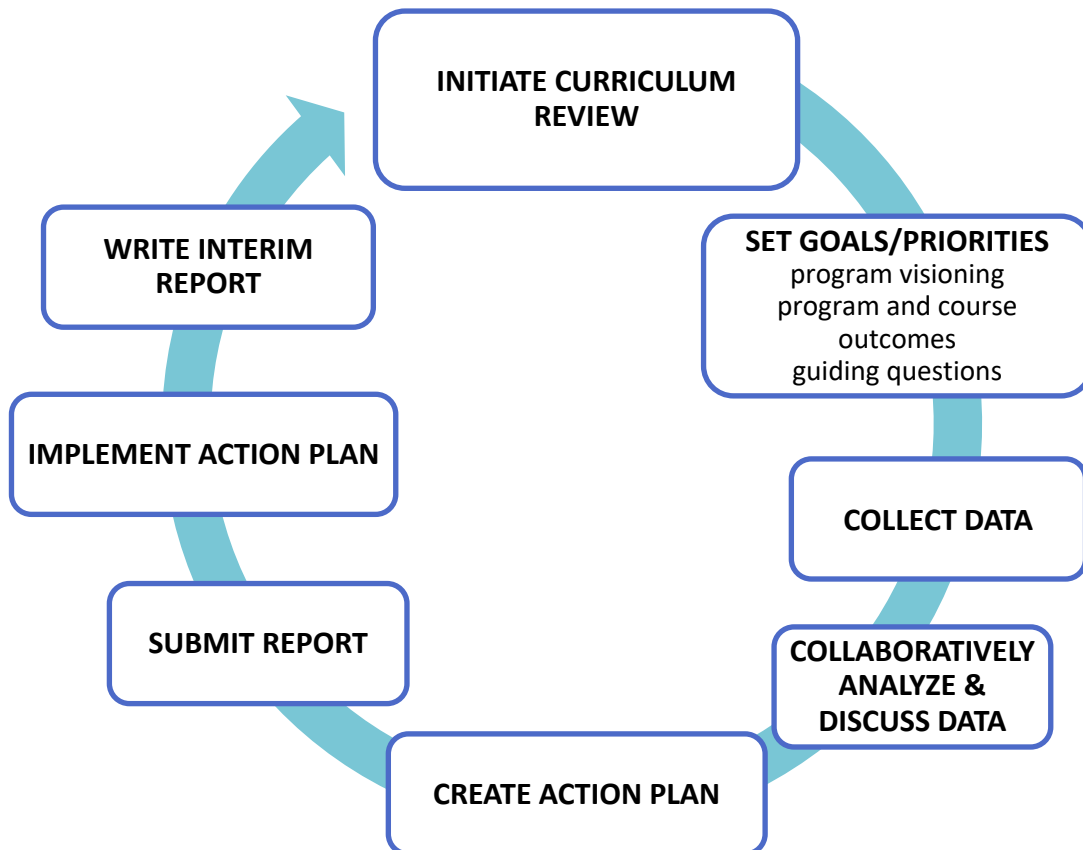 INITIATE CURRICULUM
REVIEW
SET GOALS/PRIORITIES
program visioning
program and course
outcomes
guiding questions
COLLECT DATA
COLLABORATIVELY
ANALYZE &
DISCUSS DATA
CREATE ACTION PLAN
SUBMIT REPORT
IMPLEMENT ACTION PLAN
WRITE INTERIM
REPORT